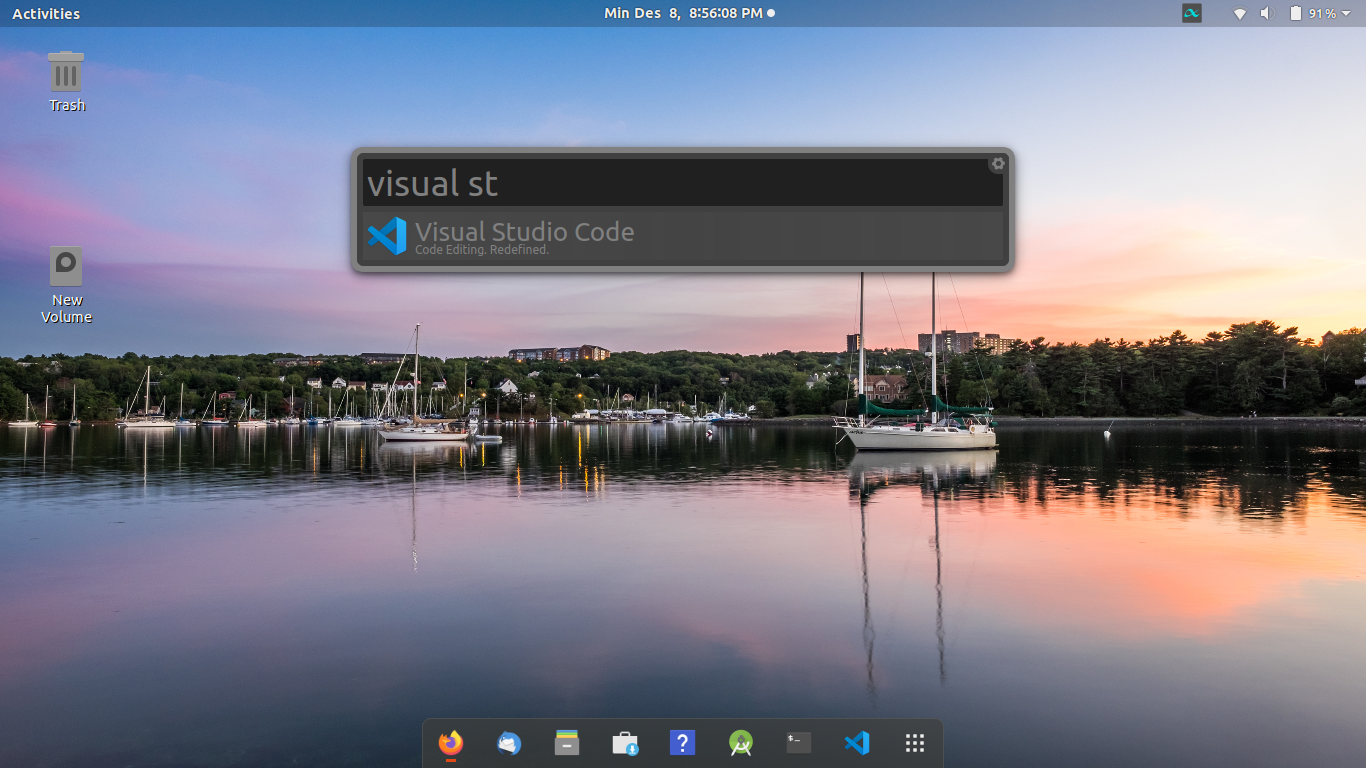 Activities
Min Des 8, 8:56:08 PM
91 %
Trash
visual st
Visual Studio Code
Code Editing. Redefined.
New
Volume
?
$-